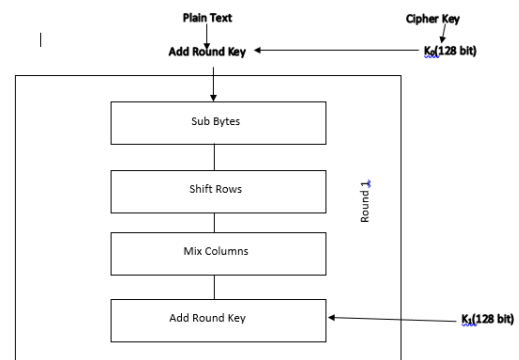 Plain Text
Cipher Key
Add Round Key
K₀(128 bit)
Sub Bytes
Shift Rows
Round 1
Mix Columns
Add Round Key
K₁(128 bit)